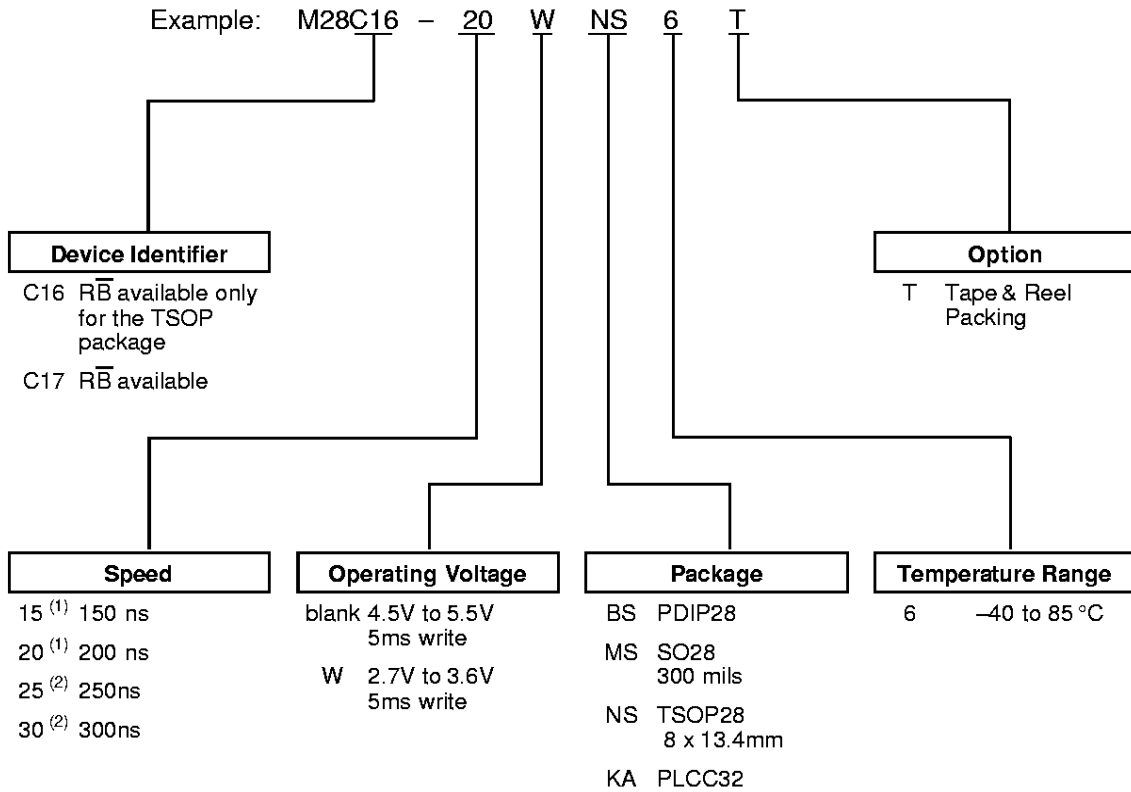 Example: M28C16 – 20 W NS 6 T
Device Identifier
C16 RB̅ available only
for the TSOP
package
C17 RB̅ available
Option
T Tape & Reel
Packing
Speed
15 (1) 150 ns
20 (1) 200 ns
25 (2) 250ns
30 (2) 300ns
Operating Voltage
blank 4.5V to 5.5V
5ms write
W 2.7V to 3.6V
5ms write
Package
BS PDIP28
MS SO28
300 mils
NS TSOP28
8 x 13.4mm
KA PLCC32
Temperature Range
6 –40 to 85 °C